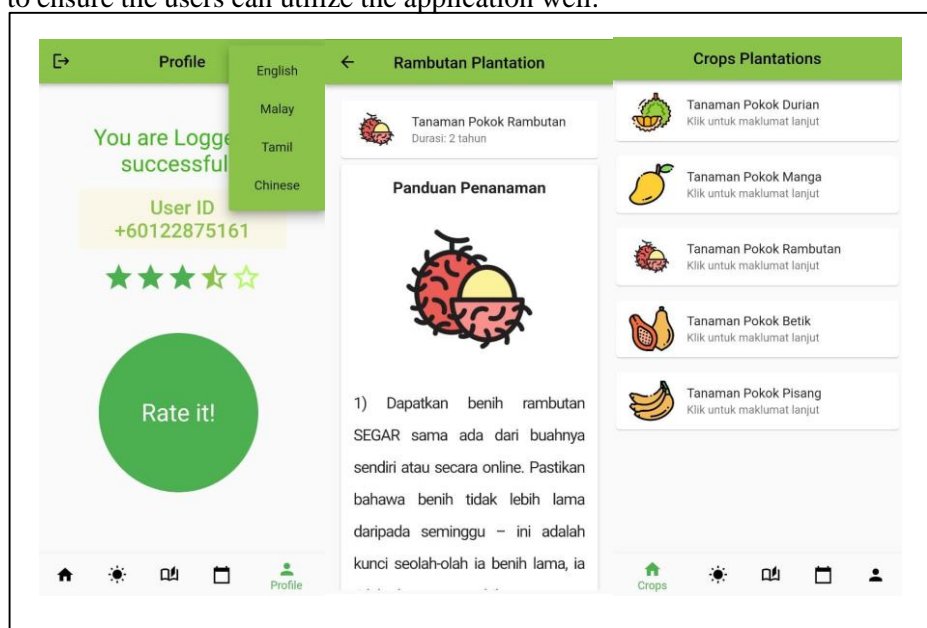 to ensure the users can utilize the application well.
Profile
English
Malay
Tamil
Chinese
You are Logge
successful
User ID
+60122875161
Rate it!
Profile
Rambutan Plantation
Tanaman Pokok Rambutan
Durasi: 2 tahun
Panduan Penanaman
1) Dapatkan benih rambutan
SEGAR sama ada dari buahnya
sendiri atau secara online. Pastikan
bahawa benih tidak lebih lama
daripada seminggu – ini adalah
kunci seolah-olah ia benih lama, ia
Crops Plantations
Tanaman Pokok Durian
Klik untuk maklumat lanjut
Tanaman Pokok Manga
Klik untuk maklumat lanjut
Tanaman Pokok Rambutan
Klik untuk maklumat lanjut
Tanaman Pokok Betik
Klik untuk maklumat lanjut
Tanaman Pokok Pisang
Klik untuk maklumat lanjut
Crops